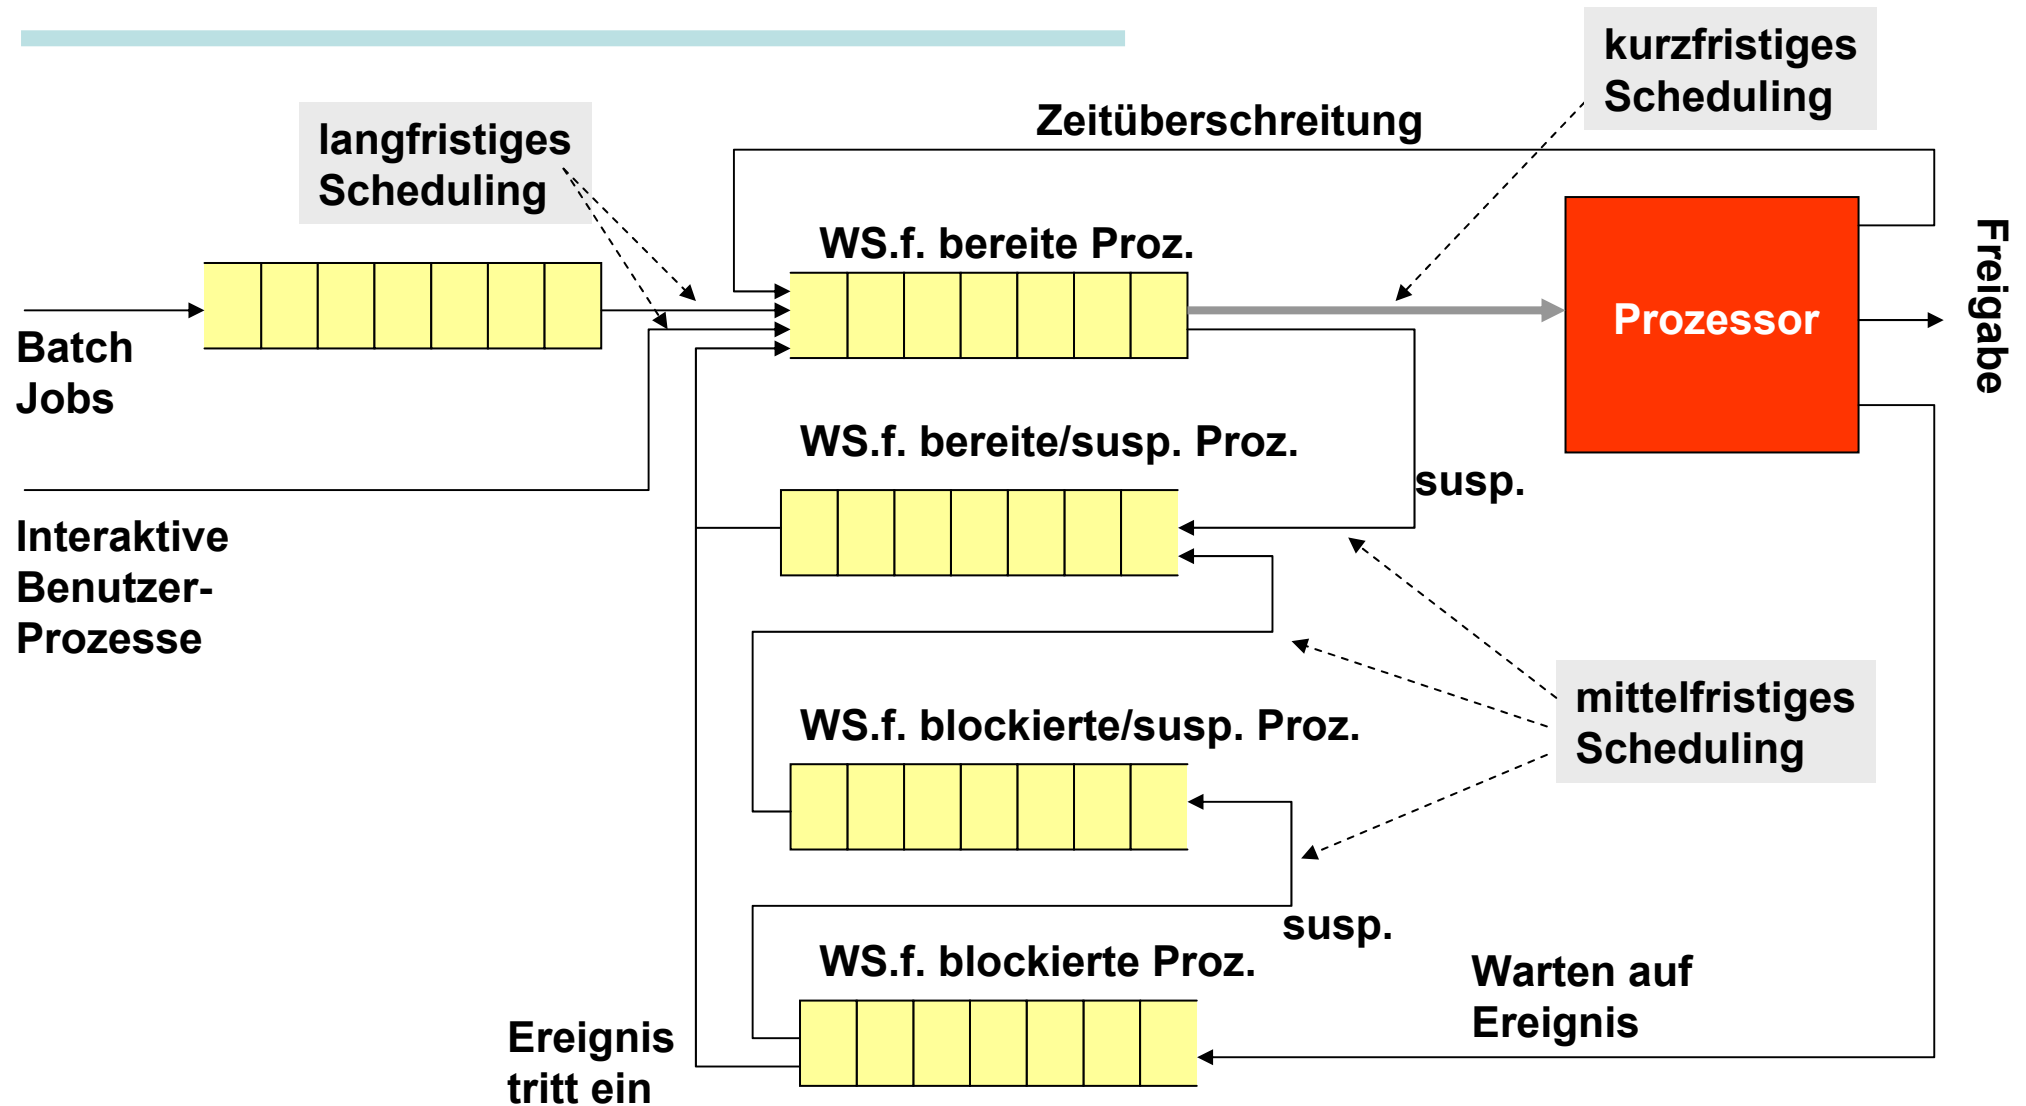 kurzfristiges
Scheduling
Zeitüberschreitung
langfristiges
Scheduling
WS.f. bereite Proz.
Freigabe
Prozessor
Batch
Jobs
WS.f. bereite/susp. Proz.
susp.
Interaktive
Benutzer-
Prozesse
mittelfristiges
Scheduling
WS.f. blockierte/susp. Proz.
susp.
WS.f. blockierte Proz.
Warten auf
Ereignis
Ereignis
tritt ein